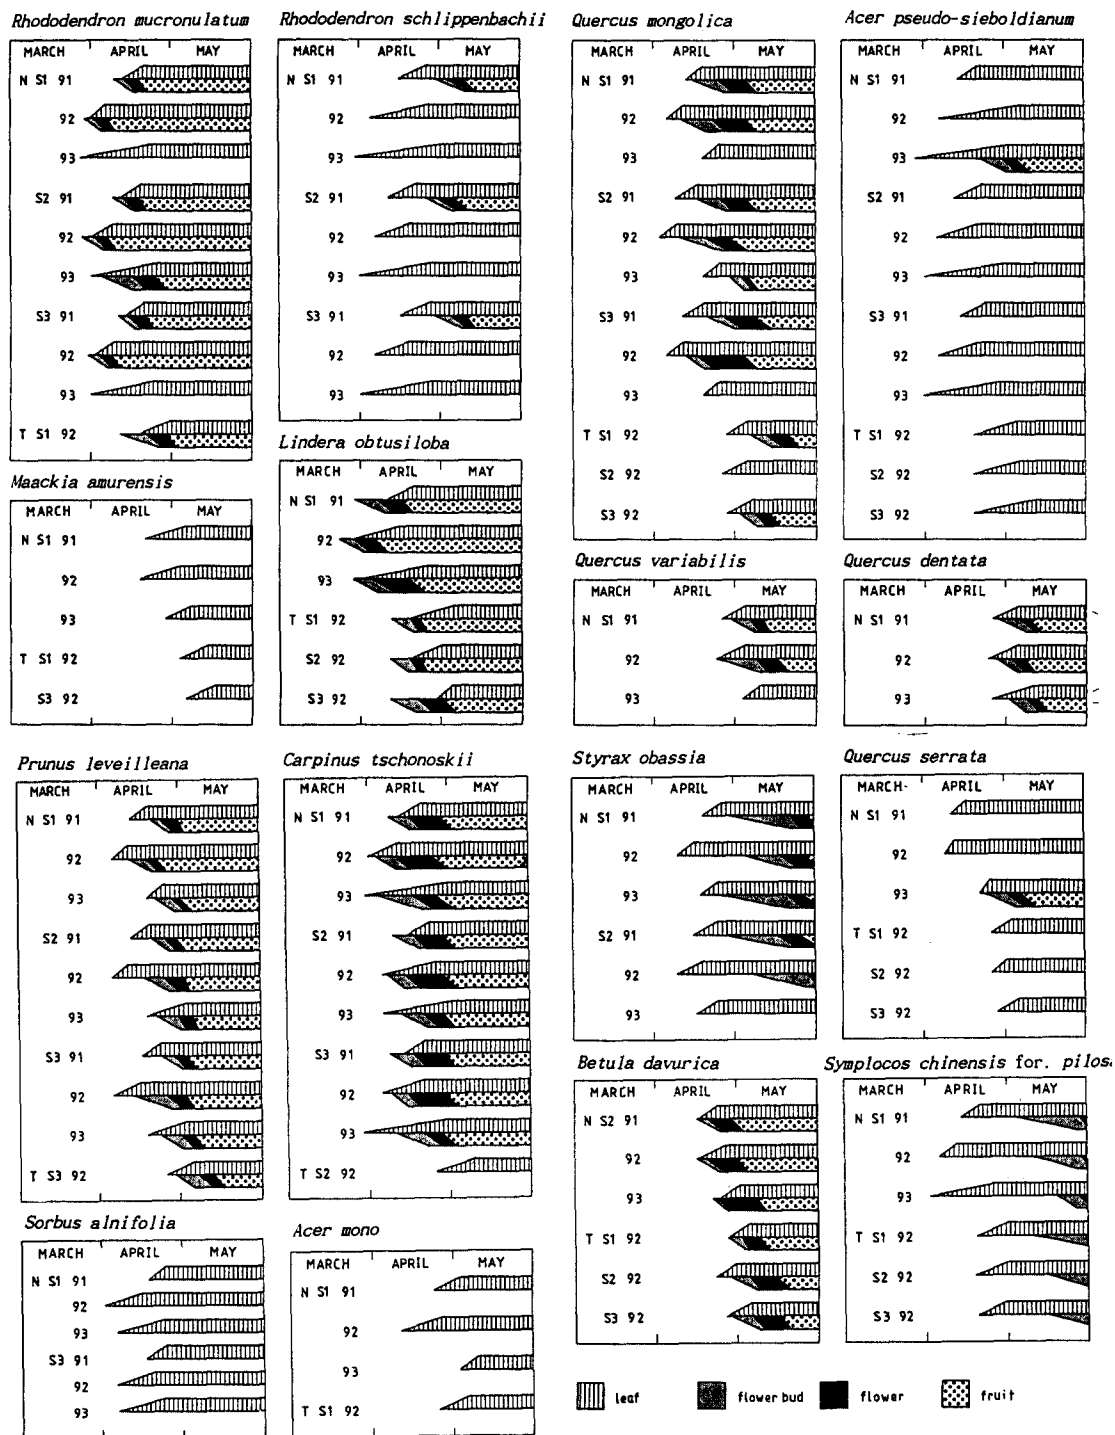 Rhododendron mucronulatum
MARCH APRIL MAY
N S1 91
92
93
S2 91
92
93
S3 91
92
93
T S1 92
Maackia amurensis
MARCH APRIL MAY
N S1 91
92
93
T S1 92
S3 92
Rhododendron schlippenbachii
MARCH APRIL MAY
N S1 91
92
93
S2 91
92
93
S3 91
92
93
Lindera obtusiloba
MARCH APRIL MAY
N S1 91
92
93
T S1 92
S2 92
S3 92
Quercus mongolica
MARCH APRIL MAY
N S1 91
92
93
S2 91
92
93
S3 91
92
93
T S1 92
S2 92
S3 92
Quercus variabilis
MARCH APRIL MAY
N S1 91
92
93
Acer pseudo-sieboldianum
MARCH APRIL MAY
N S1 91
92
93
S2 91
92
93
S3 91
92
93
T S1 92
S2 92
S3 92
Quercus dentata
MARCH APRIL MAY
N S1 91
92
93
Prunus leveilleana
MARCH APRIL MAY
N S1 91
92
93
S2 91
92
93
S3 91
92
93
T S3 92
Sorbus alnifolia
MARCH APRIL MAY
N S1 91
92
93
S3 91
92
93
Carpinus tschonoskii
MARCH APRIL MAY
N S1 91
92
93
S2 91
92
93
S3 91
92
93
T S2 92
Acer mono
MARCH APRIL MAY
N S1 91
92
93
T S1 92
Styrax obassia
MARCH APRIL MAY
N S1 91
92
93
S2 91
92
93
Betula davurica
MARCH APRIL MAY
N S2 91
92
93
T S1 92
S2 92
S3 92
Quercus serrata
MARCH· APRIL MAY
N S1 91
92
93
T S1 92
S2 92
S3 92
Symplocos chinensis for. pilosa
MARCH APRIL MAY
N S1 91
92
93
T S1 92
S2 92
S3 92
leaf flower bud flower fruit